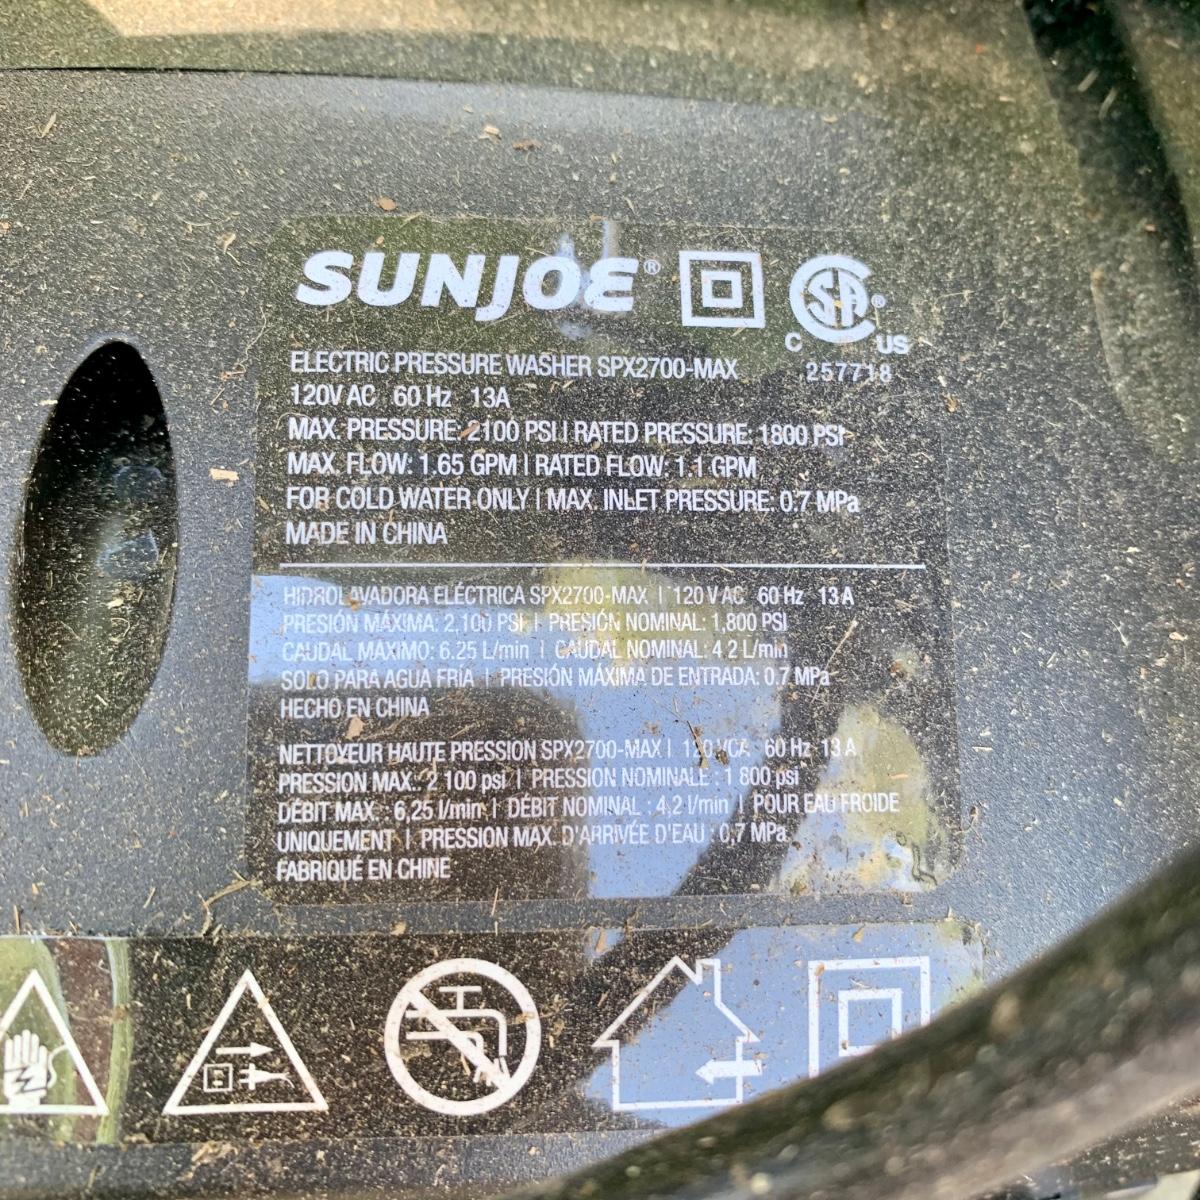 SUNJOE®
C US
ELECTRIC PRESSURE WASHER SPX2700-MAX 257718
120V AC 60 Hz 13A
MAX. PRESSURE: 2100 PSI | RATED PRESSURE: 1800 PSI
MAX. FLOW: 1.65 GPM | RATED FLOW: 1.1 GPM
FOR COLD WATER ONLY | MAX. INLET PRESSURE: 0.7 MPa
MADE IN CHINA
HIDROLAVADORA ELÉCTRICA SPX2700-MAX | 120 V AC 60 Hz 13 A
PRESIÓN MÁXIMA: 2,100 PSI | PRESIÓN NOMINAL: 1,800 PSI
CAUDAL MÁXIMO: 6.25 L/min | CAUDAL NOMINAL: 4.2 L/min
SOLO PARA AGUA FRÍA | PRESIÓN MÁXIMA DE ENTRADA: 0.7 MPa
HECHO EN CHINA
NETTOYEUR HAUTE PRESSION SPX2700-MAX | 120 VCA 60 Hz 13 A
PRESSION MAX.: 2 100 psi | PRESSION NOMINALE : 1 800 psi
DÉBIT MAX. : 6,25 l/min | DÉBIT NOMINAL : 4,2 l/min | POUR EAU FROIDE
UNIQUEMENT | PRESSION MAX. D'ARRIVÉE D'EAU : 0,7 MPa
FABRIQUÉ EN CHINE